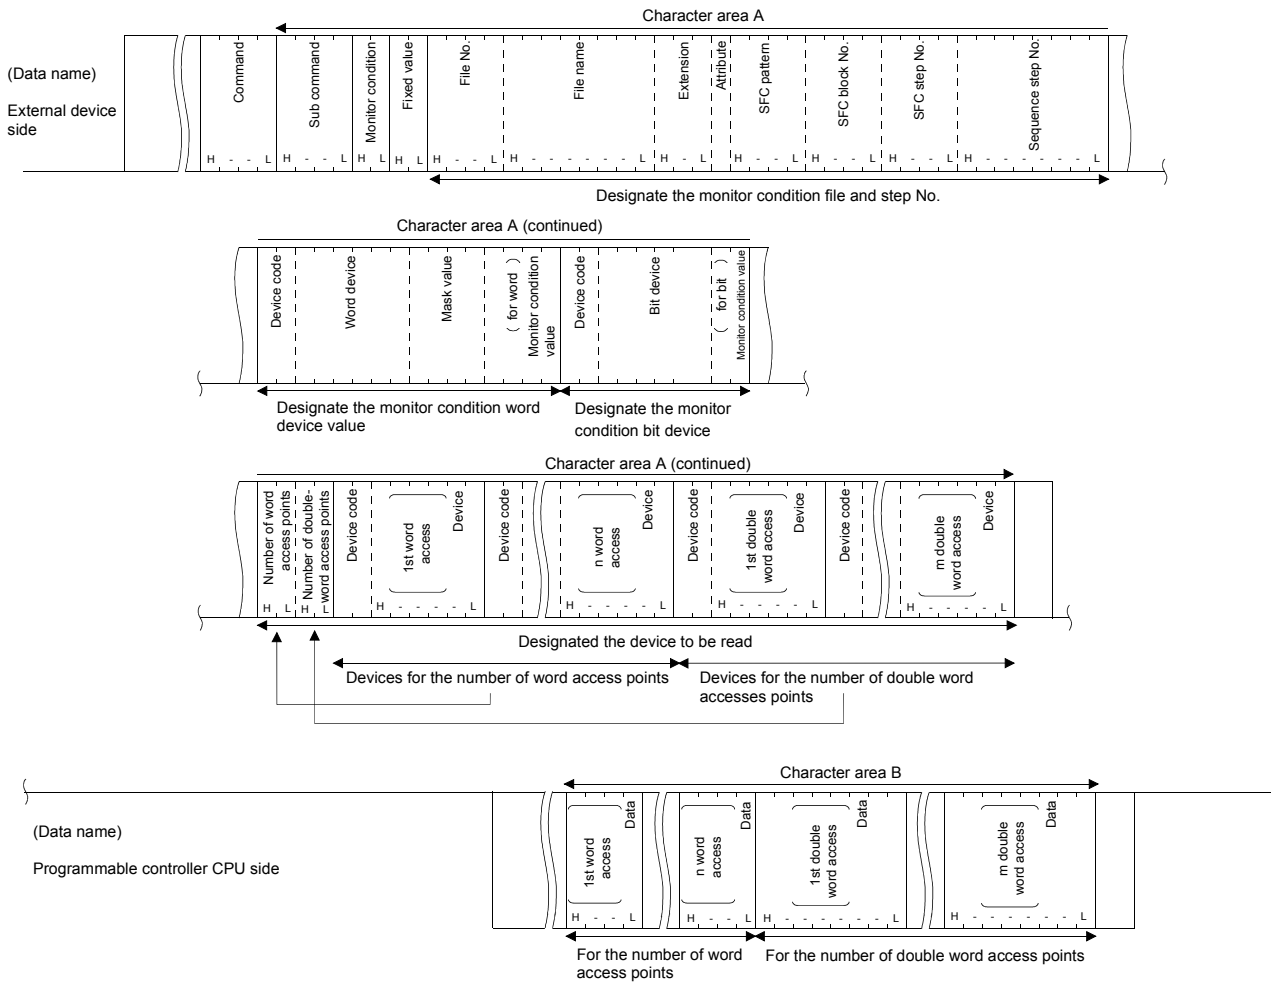 Character area A
(Data name)
External device
side
Command
Sub command
Monitor condition
Fixed value
File No.
File name
Extension
Attribute
SFC pattern
SFC block No.
SFC step No.
Sequence step No.
H - - L H - - L H L H L H - - L H - - - - - - L H - L H - - L H - - L H - - L H - - - - - - L
Designate the monitor condition file and step No.
Character area A (continued)
Device code
Word device
Mask value
( for word )
Monitor condition
value
Device code
Bit device
( for bit )
Monitor condition value
Designate the monitor condition word
device value
Designate the monitor
condition bit device
Character area A (continued)
Number of word
access points
Number of double-
word access points
Device code
1st word
access
Device
Device code
n word
access
Device
Device code
1st double
word access
Device
Device code
m double
word access
Device
H L H L H - - - - L H - - - - L H - - - - L H - - - - L
Designated the device to be read
Devices for the number of word access points
Devices for the number of double word
accesses points
Character area B
(Data name)
Programmable controller CPU side
1st word
access
Data
n word
access
Data
1st double
word access
Data
m double
word access
Data
H - - L H - - L H - - - - - - L H - - - - - - L
For the number of word
access points
For the number of double word access points